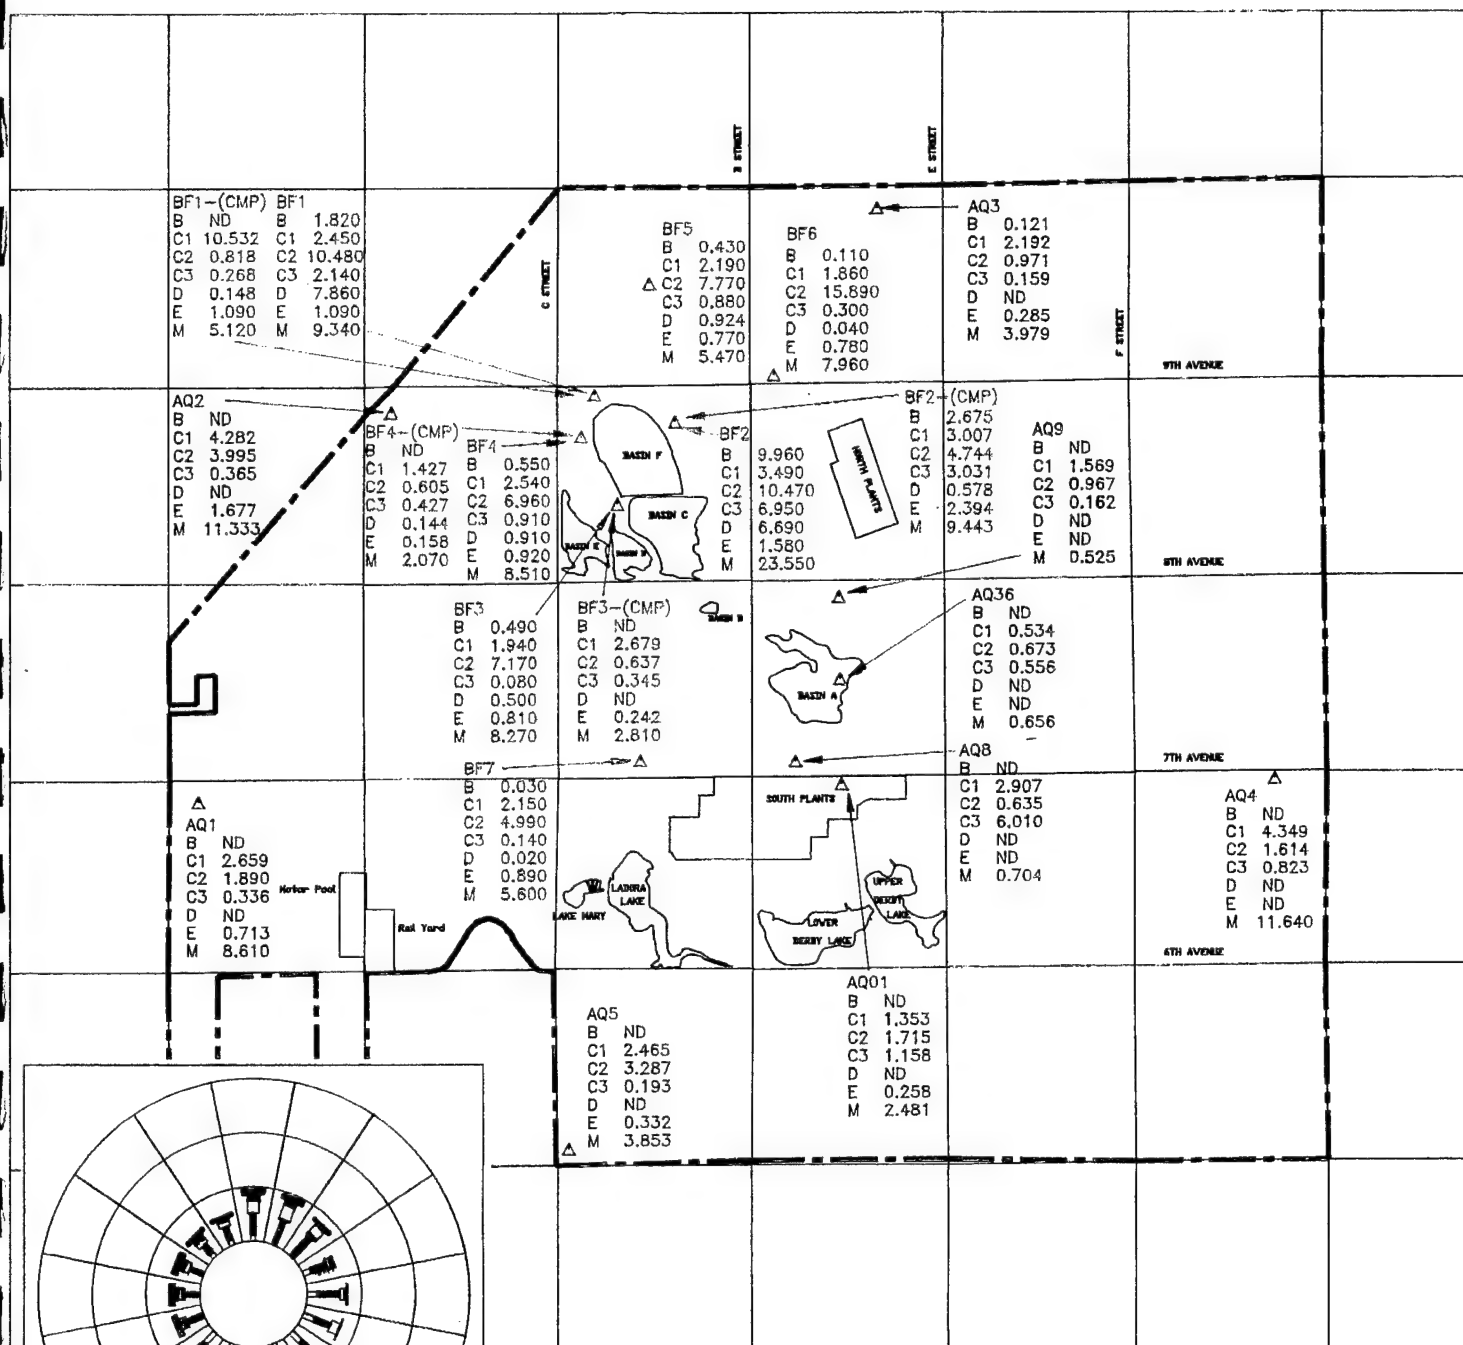 B STREET
E STREET
C STREET
F STREET
BF1-(CMP)
B ND
C1 10.532
C2 0.818
C3 0.268
D 0.148
E 1.090
M 5.120
BF1
B 1.820
C1 2.450
C2 10.480
C3 2.140
D 7.860
E 1.090
M 9.340
BF5
B 0.430
C1 2.190
C2 7.770
C3 0.880
D 0.924
E 0.770
M 5.470
BF6
B 0.110
C1 1.860
C2 15.890
C3 0.300
D 0.040
E 0.780
M 7.960
AQ3
B 0.121
C1 2.192
C2 0.971
C3 0.159
D ND
E 0.285
M 3.979
9TH AVENUE
AQ2
B ND
C1 4.282
C2 3.995
C3 0.365
D ND
E 1.677
M 11.333
BF4-(CMP)
B ND
C1 1.427
C2 0.605
C3 0.427
D 0.144
E 0.158
M 2.070
BF4
B 0.550
C1 2.540
C2 6.960
C3 0.910
D 0.910
E 0.920
M 8.510
BASIN F
BASIN C
BASIN E
BASIN D
BF2
B 9.960
C1 3.490
C2 10.470
C3 6.950
D 6.690
E 1.580
M 23.550
NORTH PLANTS
BF2-(CMP)
B 2.675
C1 3.007
C2 4.744
C3 3.031
D 0.578
E 2.394
M 9.443
AQ9
B ND
C1 1.569
C2 0.967
C3 0.162
D ND
E ND
M 0.525
8TH AVENUE
BF3
B 0.490
C1 1.940
C2 7.170
C3 0.080
D 0.500
E 0.810
M 8.270
BF3-(CMP)
B ND
C1 2.679
C2 0.637
C3 0.345
D ND
E 0.242
M 2.810
BASIN B
BASIN A
AQ36
B ND
C1 0.534
C2 0.673
C3 0.556
D ND
E ND
M 0.656
7TH AVENUE
BF7
B 0.030
C1 2.150
C2 4.990
C3 0.140
D 0.020
E 0.890
M 5.600
AQ8
B ND
C1 2.907
C2 0.635
C3 6.010
D ND
E ND
M 0.704
SOUTH PLANTS
AQ4
B ND
C1 4.349
C2 1.614
C3 0.823
D ND
E ND
M 11.640
AQ1
B ND
C1 2.659
C2 1.890
C3 0.336
D ND
E 0.713
M 8.610
Motor Pool
Rail Yard
LAKE MARY
LADORA
LAKE
UPPER
DERBY
LAKE
LOWER
DERBY LAKE
6TH AVENUE
AQ5
B ND
C1 2.465
C2 3.287
C3 0.193
D ND
E 0.332
M 3.853
AQ01
B ND
C1 1.353
C2 1.715
C3 1.158
D ND
E 0.258
M 2.481